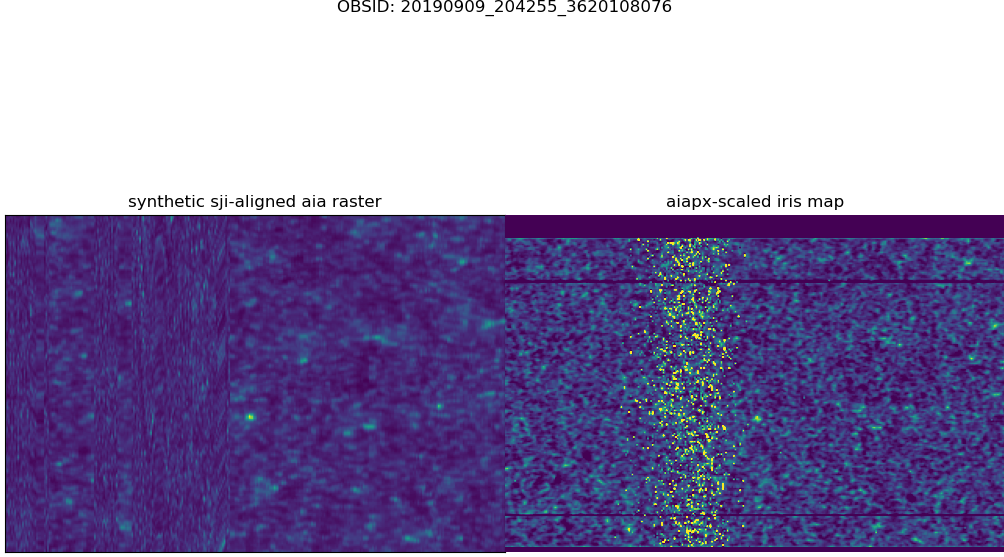 OBSID: 20190909_204255_3620108076
synthetic sji-aligned aia raster
aiapx-scaled iris map